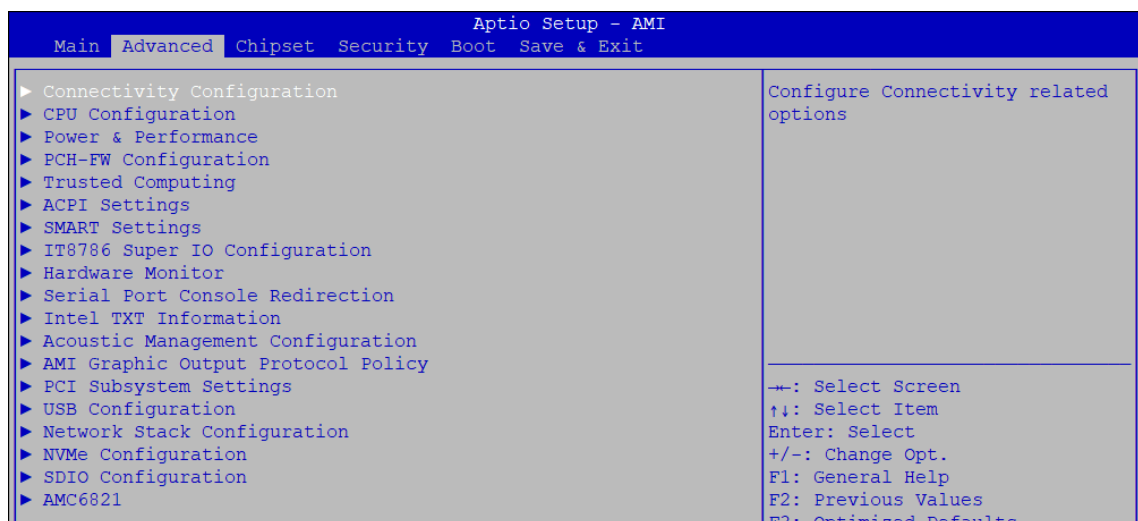 Aptio Setup - AMI
Main Advanced Chipset Security Boot Save & Exit
► Connectivity Configuration
► CPU Configuration
► Power & Performance
► PCH-FW Configuration
► Trusted Computing
► ACPI Settings
► SMART Settings
► IT8786 Super IO Configuration
► Hardware Monitor
► Serial Port Console Redirection
► Intel TXT Information
► Acoustic Management Configuration
► AMI Graphic Output Protocol Policy
► PCI Subsystem Settings
► USB Configuration
► Network Stack Configuration
► NVMe Configuration
► SDIO Configuration
► AMC6821
Configure Connectivity related
options
→←: Select Screen
↑↓: Select Item
Enter: Select
+/-: Change Opt.
F1: General Help
F2: Previous Values
F3: Optimized Defaults